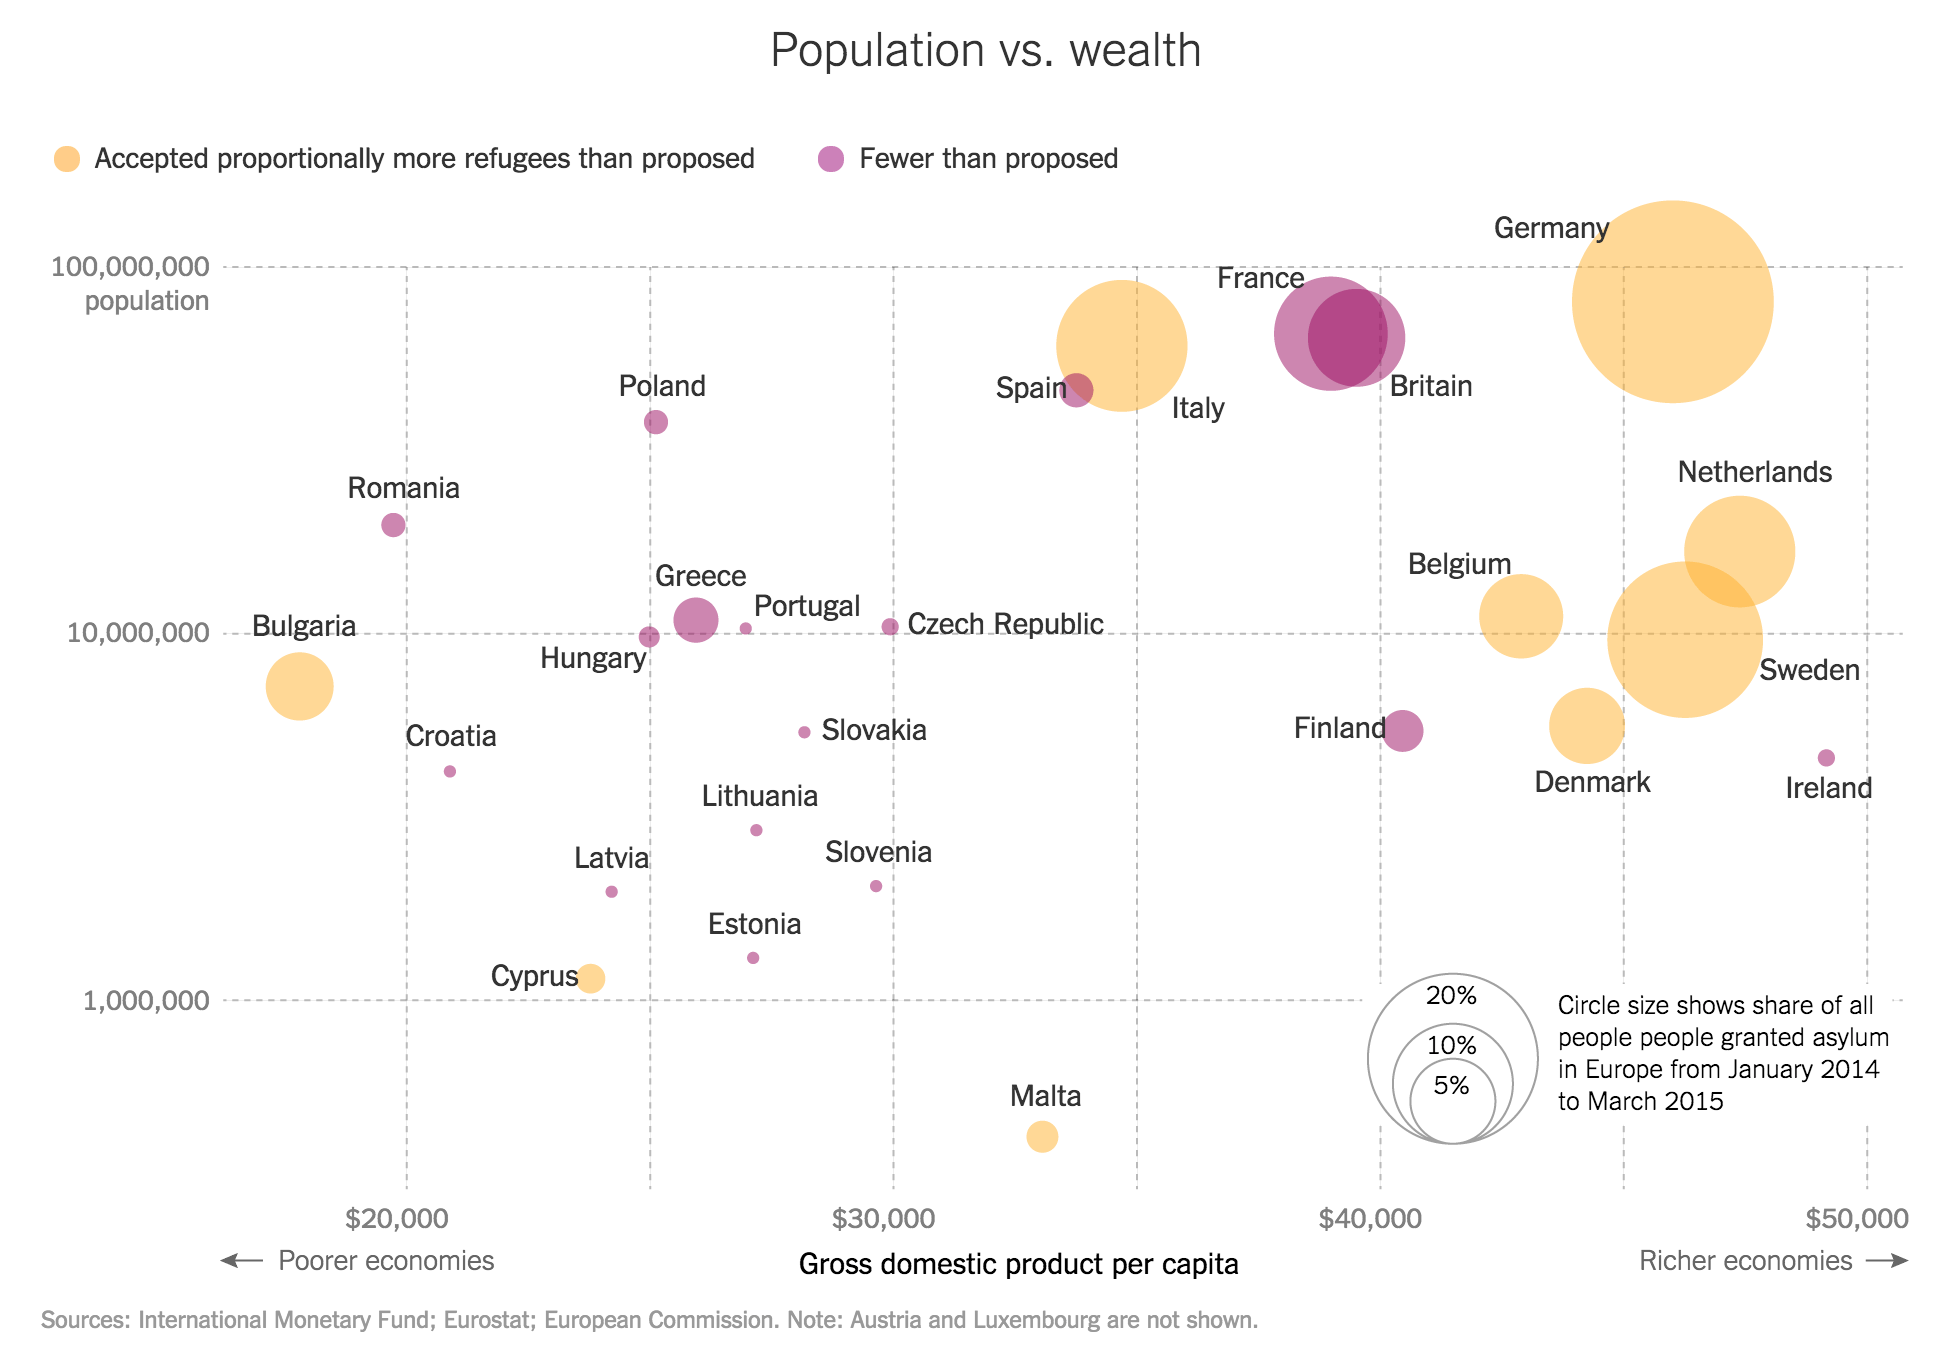 Population vs. wealth
Accepted proportionally more refugees than proposed
Fewer than proposed
Germany
100,000,000
population
France
Poland
Spain
Britain
Italy
Romania
Netherlands
Belgium
Greece
Portugal
Bulgaria
10,000,000
Czech Republic
Hungary
Sweden
Croatia
Slovakia
Finland
Denmark
Ireland
Lithuania
Latvia
Slovenia
Estonia
Cyprus
1,000,000
20%
10%
5%
Circle size shows share of all
people people granted asylum
in Europe from January 2014
to March 2015
Malta
$20,000
$30,000
$40,000
$50,000
Poorer economies
Gross domestic product per capita
Richer economies
Sources: International Monetary Fund; Eurostat; European Commission. Note: Austria and Luxembourg are not shown.